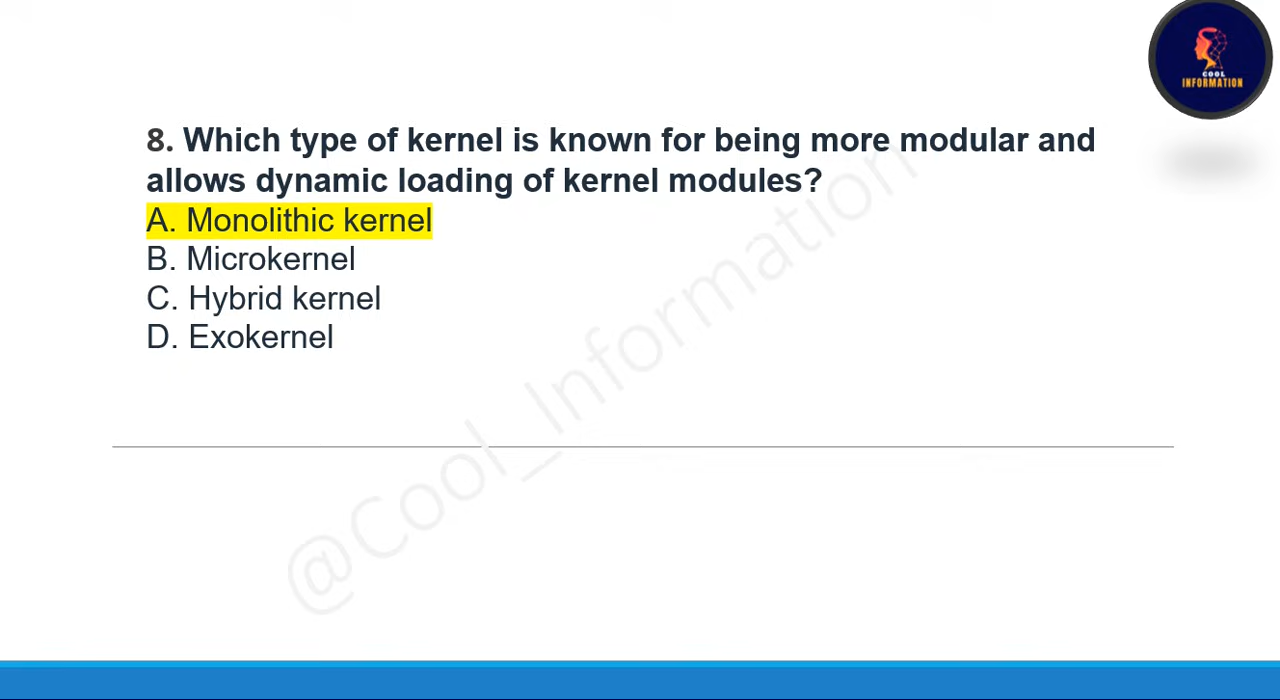 COOL
INFORMATION
8. Which type of kernel is known for being more modular and
allows dynamic loading of kernel modules?
A. Monolithic kernel
B. Microkernel
C. Hybrid kernel
D. Exokernel
@Cool_Information